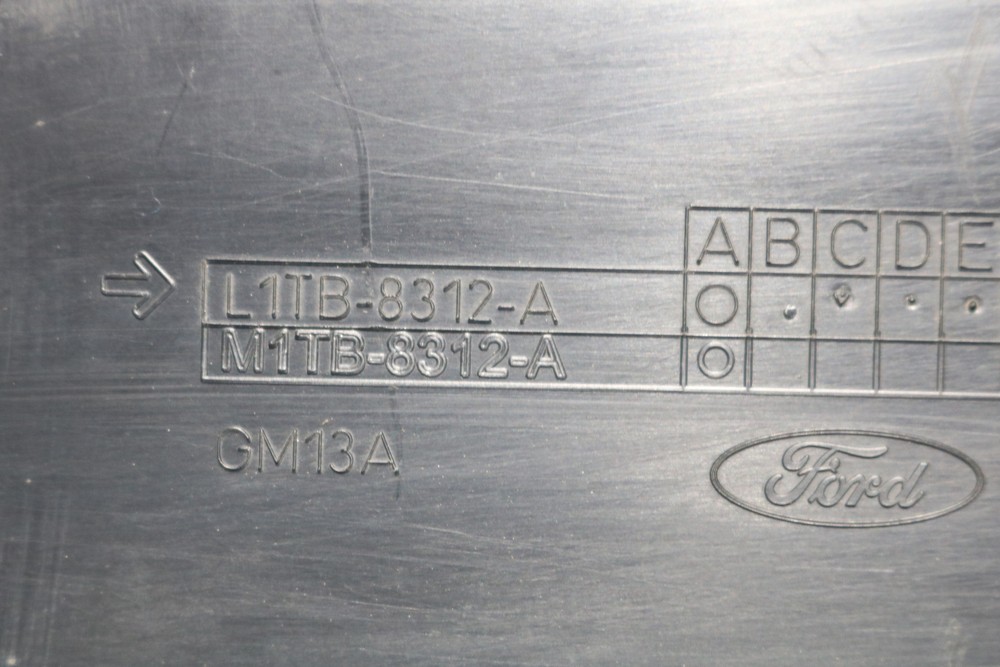 A B C D E
L1TB-8312-A
M1TB-8312-A
GM13A
Ford